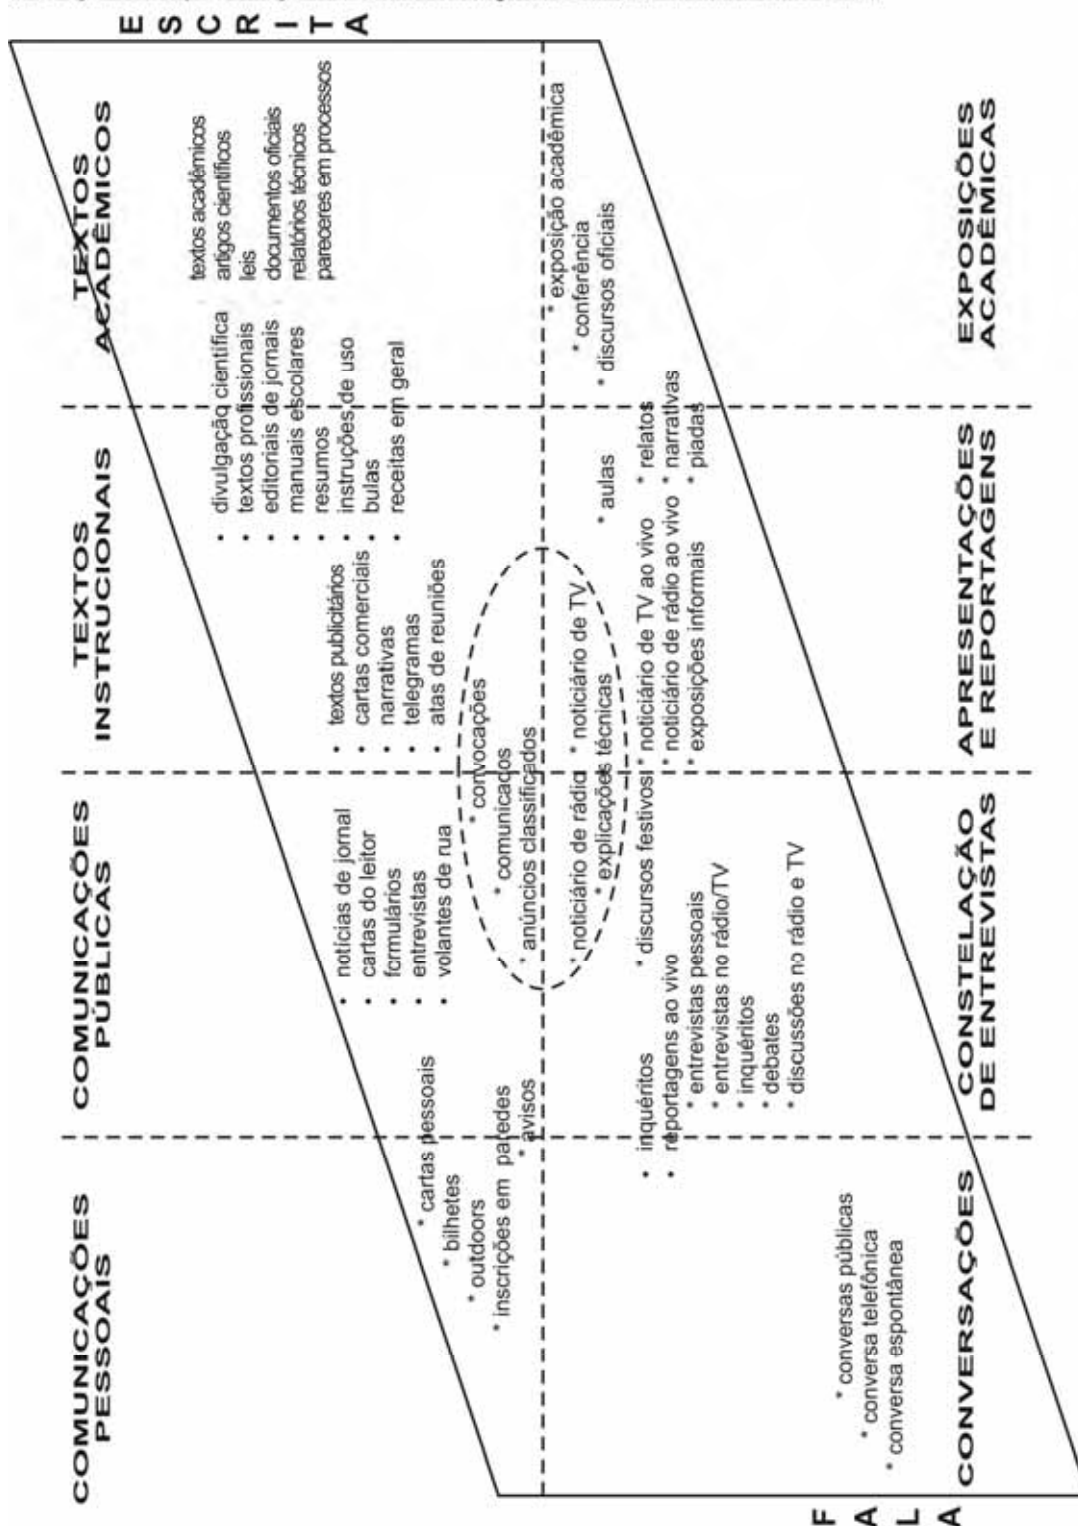 ESCRITA
COMUNICAÇÕES
PESSOAIS
COMUNICAÇÕES
PÚBLICAS
TEXTOS
INSTRUCIONAIS
TEXTOS
ACADÊMICOS
* cartas pessoais
* bilhetes
* outdoors
* inscrições em paredes
* avisos
• notícias de jornal
• cartas do leitor
• formulários
• entrevistas
• volantes de rua
• textos publicitários
• cartas comerciais
• narrativas
• telegramas
• atas de reuniões
• divulgação científica
• textos profissionais
• editoriais de jornais
• manuais escolares
resumos
• instruções de uso
bulas
• receitas em geral
textos acadêmicos
artigos científicos
leis
documentos oficiais
relatórios técnicos
pareceres em processos
* convocações
* comunicados
* anúncios classificados
* noticiário de rádio * noticiário de TV
* explicações técnicas
* aulas
* exposição acadêmica
* conferência
* discursos oficiais
• inquéritos
• reportagens ao vivo
* entrevistas pessoais
* entrevistas no rádio/TV
* inquéritos
* debates
* discussões no rádio e TV
* discursos festivos
* noticiário de TV ao vivo
* noticiário de rádio ao vivo
* exposições informais
* relatos
* narrativas
* piadas
* conversas públicas
* conversa telefônica
* conversa espontânea
CONVERSAÇÕES
CONSTELAÇÃO
DE ENTREVISTAS
APRESENTAÇÕES
E REPORTAGENS
EXPOSIÇÕES
ACADÊMICAS
FALA